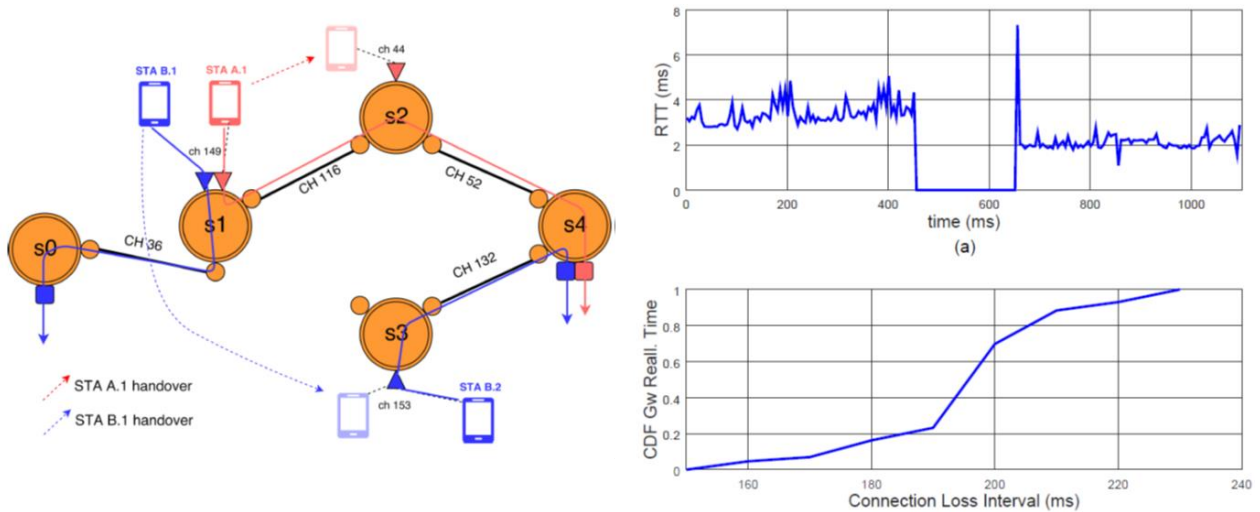 ch 44
STA B.1
STA A.1
s2
ch 149
CH 116
CH 52
s1
s4
s0
CH 36
CH 132
s3
STA A.1 handover
STA B.1 handover
ch 153
STA B.2
8
6
4
2
0
RTT (ms)
0
200
400
600
800
1000
time (ms)
(a)
1
0.8
0.6
0.4
0.2
0
CDF Gw Reall. Time
160
180
200
220
240
Connection Loss Interval (ms)